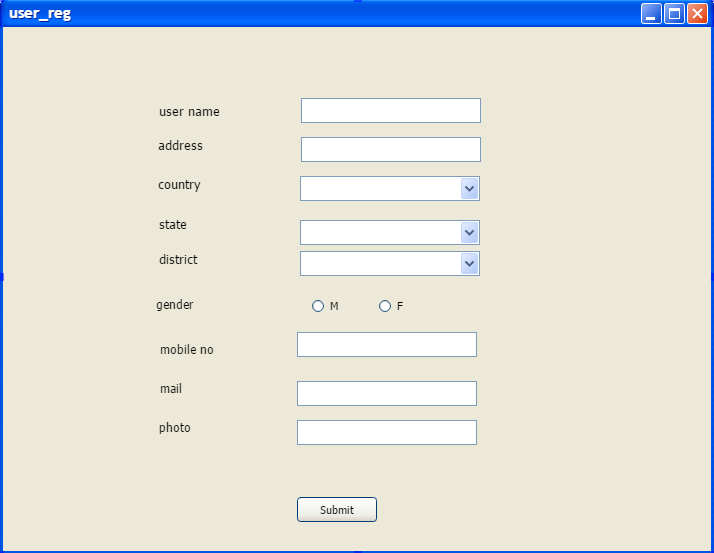 user_reg
user name
address
country
state
district
gender M F
mobile no
mail
photo
Submit